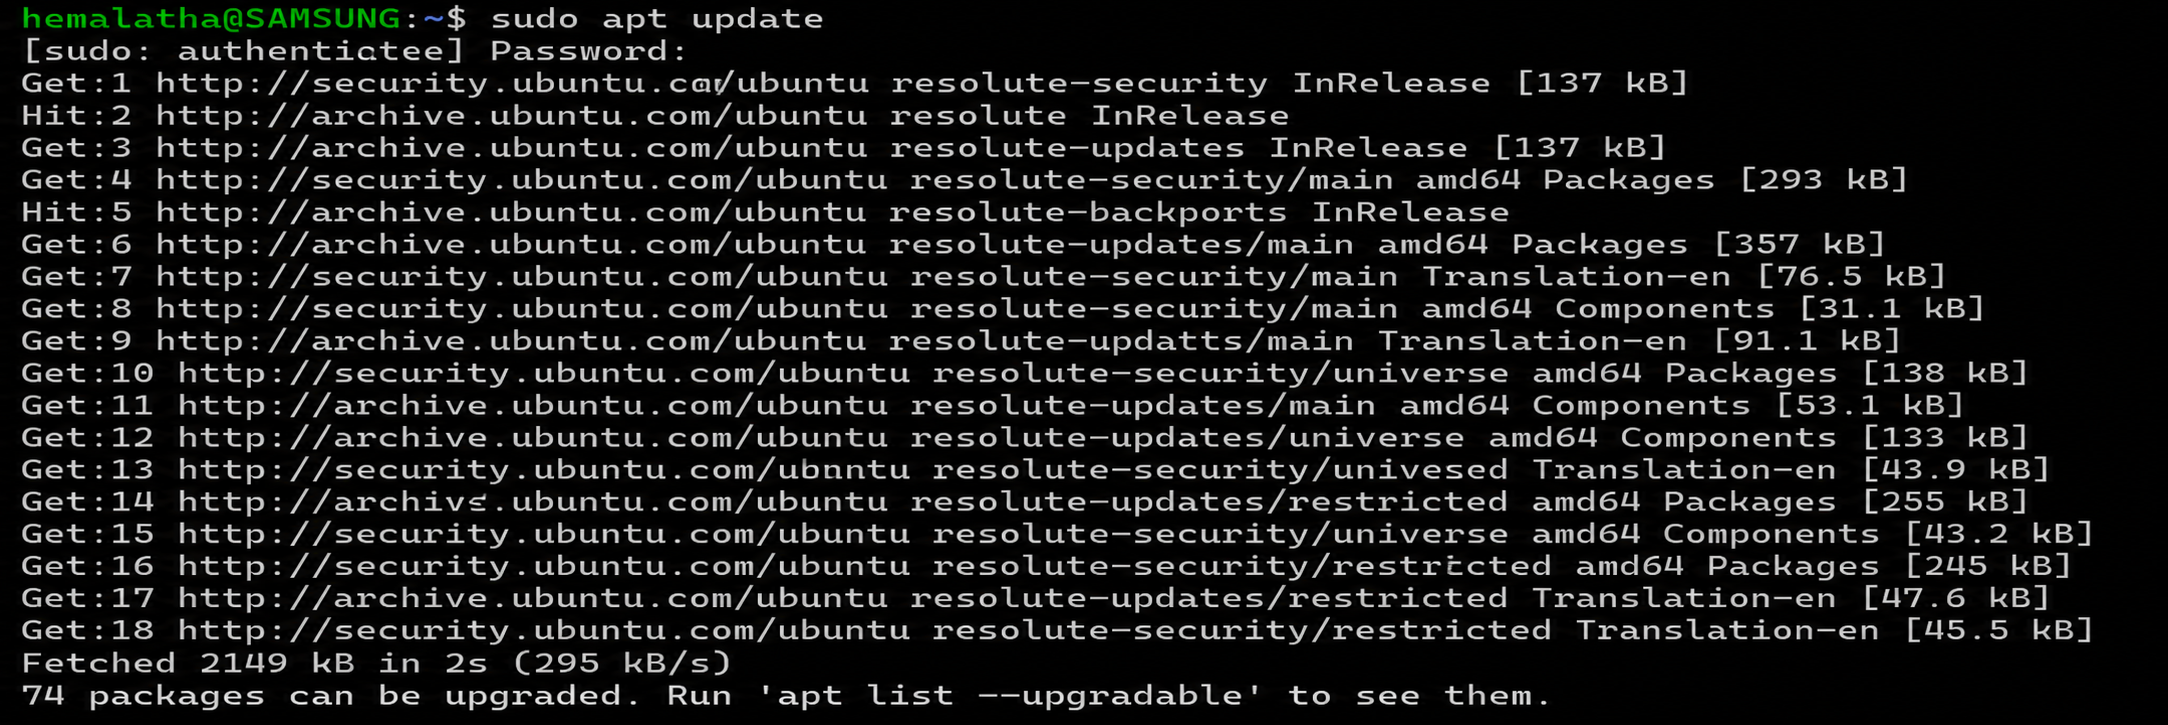 hemalatha@SAMSUNG:~$ sudo apt update
[sudo: authentictee] Password:
Get:1 http://security.ubuntu.com/ubuntu resolute-security InRelease [137 kB]
Hit:2 http://archive.ubuntu.com/ubuntu resolute InRelease
Get:3 http://archive.ubuntu.com/ubuntu resolute-updates InRelease [137 kB]
Get:4 http://security.ubuntu.com/ubuntu resolute-security/main amd64 Packages [293 kB]
Hit:5 http://archive.ubuntu.com/ubuntu resolute-backports InRelease
Get:6 http://archive.ubuntu.com/ubuntu resolute-updates/main amd64 Packages [357 kB]
Get:7 http://security.ubuntu.com/ubuntu resolute-security/main Translation-en [76.5 kB]
Get:8 http://security.ubuntu.com/ubuntu resolute-security/main amd64 Components [31.1 kB]
Get:9 http://archive.ubuntu.com/ubuntu resolute-updatts/main Translation-en [91.1 kB]
Get:10 http://security.ubuntu.com/ubuntu resolute-security/universe amd64 Packages [138 kB]
Get:11 http://archive.ubuntu.com/ubuntu resolute-updates/main amd64 Components [53.1 kB]
Get:12 http://archive.ubuntu.com/ubuntu resolute-updates/universe amd64 Components [133 kB]
Get:13 http://security.ubuntu.com/ubnntu resolute-security/univesed Translation-en [43.9 kB]
Get:14 http://archivs.ubuntu.com/ubuntu resolute-updates/restricted amd64 Packages [255 kB]
Get:15 http://security.ubuntu.com/ubuntu resolute-security/universe amd64 Components [43.2 kB]
Get:16 http://security.ubuntu.com/ubuntu resolute-security/restricted amd64 Packages [245 kB]
Get:17 http://archive.ubuntu.com/ubuntu resolute-updates/restricted Translation-en [47.6 kB]
Get:18 http://security.ubuntu.com/ubuntu resolute-security/restricted Translation-en [45.5 kB]
Fetched 2149 kB in 2s (295 kB/s)
74 packages can be upgraded. Run 'apt list --upgradable' to see them.